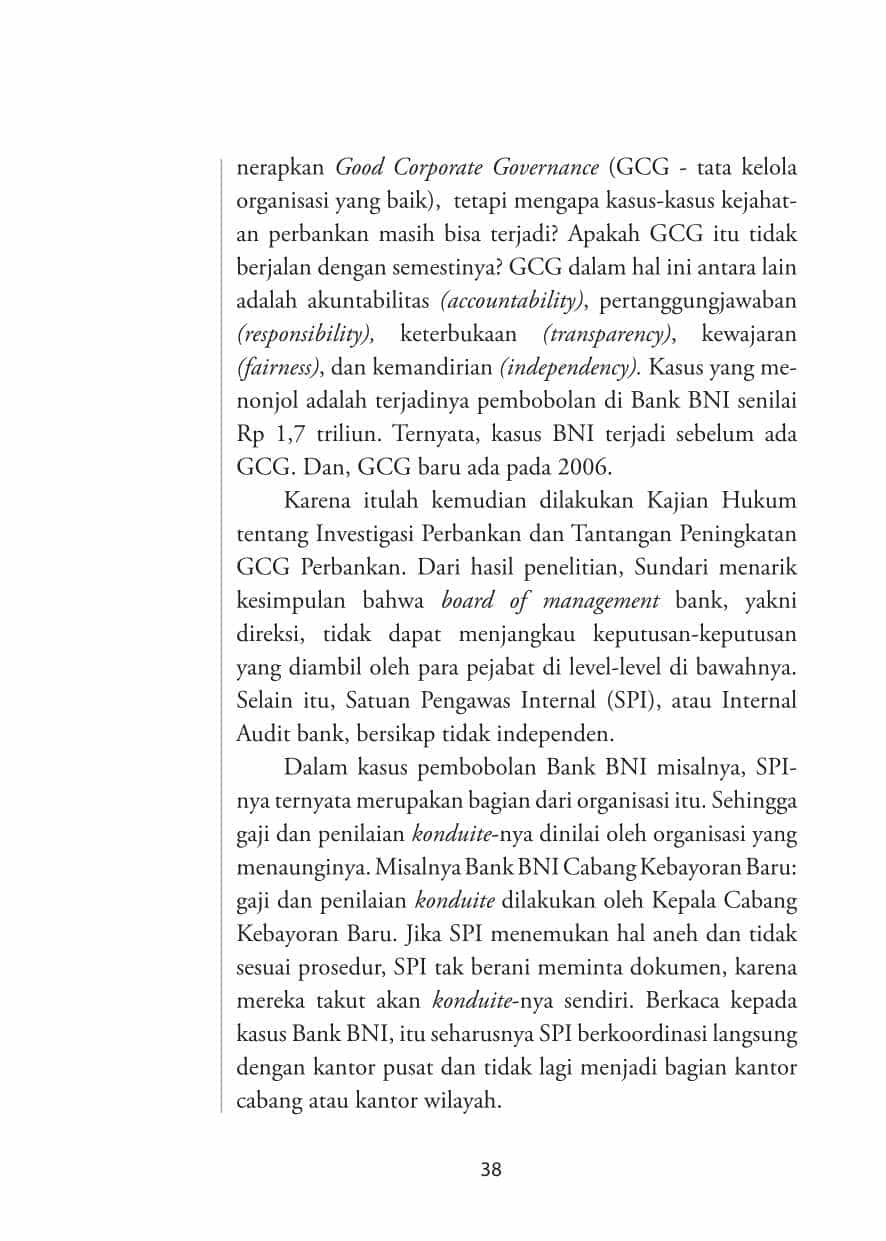 nerapkan Good Corporate Governance (GCG - tata kelola
organisasi yang baik), tetapi mengapa kasus-kasus kejahat-
an perbankan masih bisa terjadi? Apakah GCG itu tidak
berjalan dengan semestinya? GCG dalam hal ini antara lain
adalah akuntabilitas (accountability), pertanggungjawaban
(responsibility), keterbukaan (transparency), kewajaran
(fairness), dan kemandirian (independency). Kasus yang me-
nonjol adalah terjadinya pembobolan di Bank BNI senilai
Rp 1,7 triliun. Ternyata, kasus BNI terjadi sebelum ada
GCG. Dan, GCG baru ada pada 2006.
Karena itulah kemudian dilakukan Kajian Hukum
tentang Investigasi Perbankan dan Tantangan Peningkatan
GCG Perbankan. Dari hasil penelitian, Sundari menarik
kesimpulan bahwa board of management bank, yakni
direksi, tidak dapat menjangkau keputusan-keputusan
yang diambil oleh para pejabat di level-level di bawahnya.
Selain itu, Satuan Pengawas Internal (SPI), atau Internal
Audit bank, bersikap tidak independen.
Dalam kasus pembobolan Bank BNI misalnya, SPI-
nya ternyata merupakan bagian dari organisasi itu. Sehingga
gaji dan penilaian konduite-nya dinilai oleh organisasi yang
menaunginya. Misalnya Bank BNI Cabang Kebayoran Baru:
gaji dan penilaian konduite dilakukan oleh Kepala Cabang
Kebayoran Baru. Jika SPI menemukan hal aneh dan tidak
sesuai prosedur, SPI tak berani meminta dokumen, karena
mereka takut akan konduite-nya sendiri. Berkaca kepada
kasus Bank BNI, itu seharusnya SPI berkoordinasi langsung
dengan kantor pusat dan tidak lagi menjadi bagian kantor
cabang atau kantor wilayah.
38